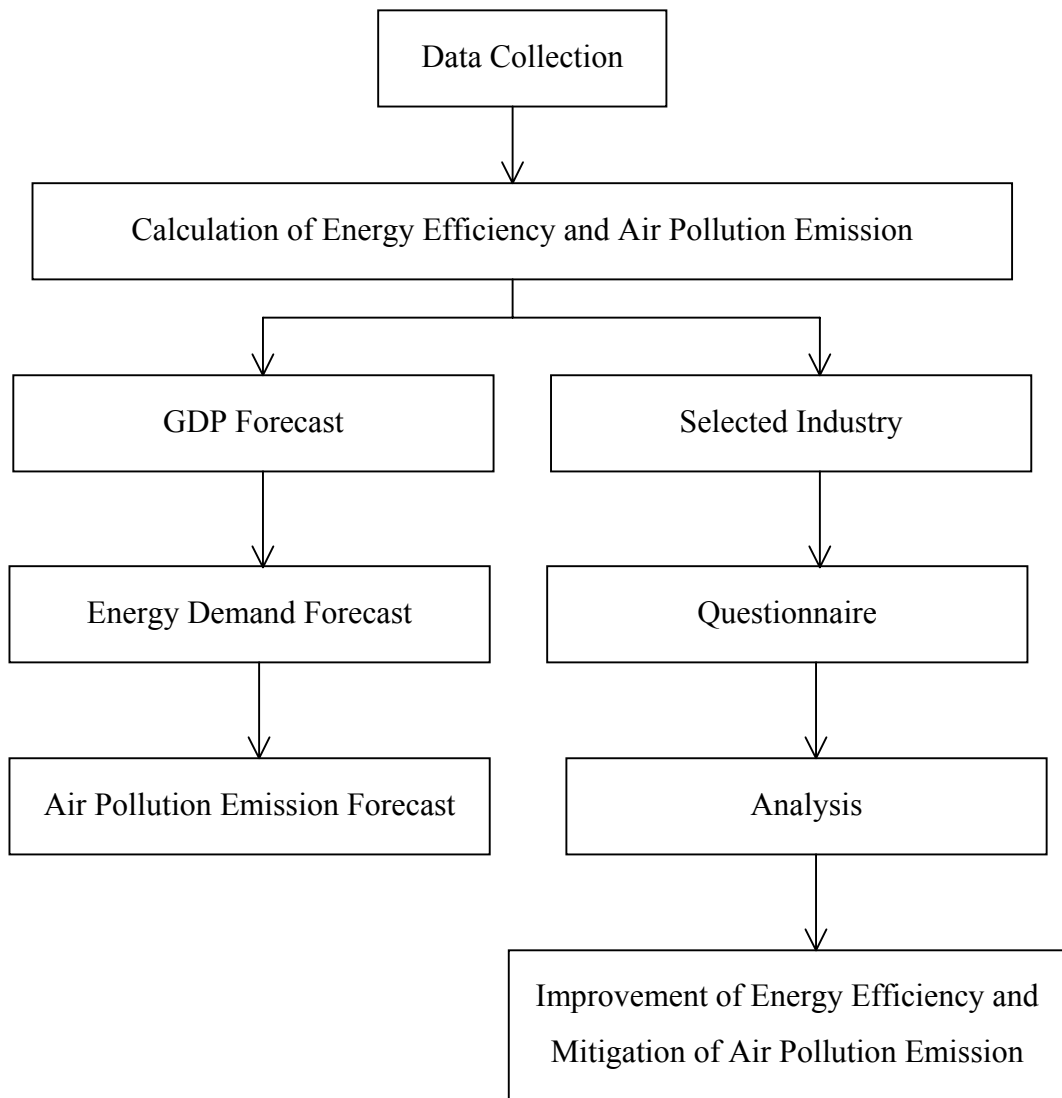 Data Collection
Calculation of Energy Efficiency and Air Pollution Emission
GDP Forecast
Selected Industry
Energy Demand Forecast
Questionnaire
Air Pollution Emission Forecast
Analysis
Improvement of Energy Efficiency and
Mitigation of Air Pollution Emission